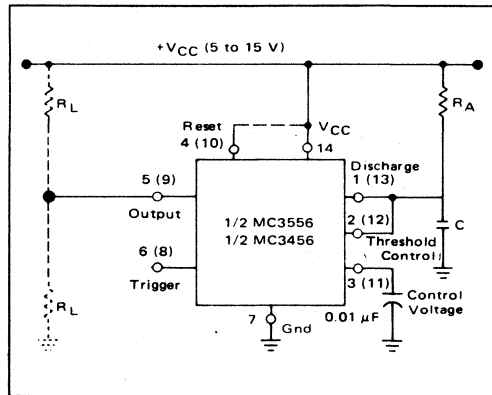 +VCC (5 to 15 V)
RL
RA
Reset
4 (10)
VCC
14
Discharge
5 (9)
1 (13)
Output
1/2 MC3556
1/2 MC3456
2 (12)
C
Threshold
Control
6 (8)
Trigger
3 (11)
RL
7
Gnd
0.01 μF
Control
Voltage